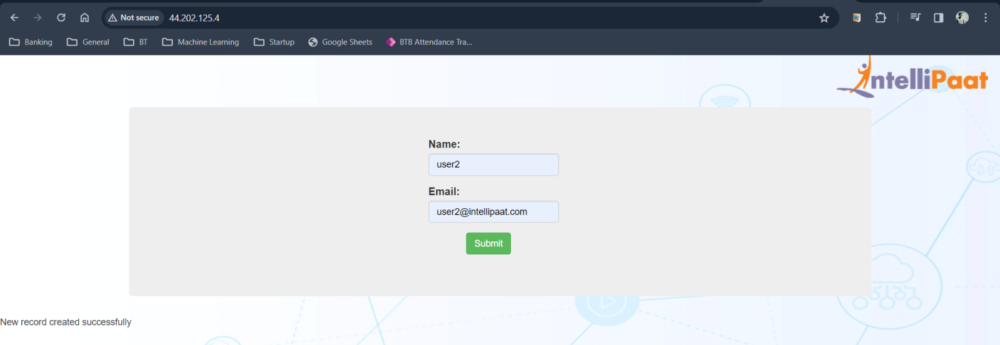 Not secure 44.202.125.4
Banking General BT Machine Learning Startup Google Sheets BTB Attendance Tra...
IntelliPaat
Name:
user2
Email:
user2@intellipaat.com
Submit
New record created successfully